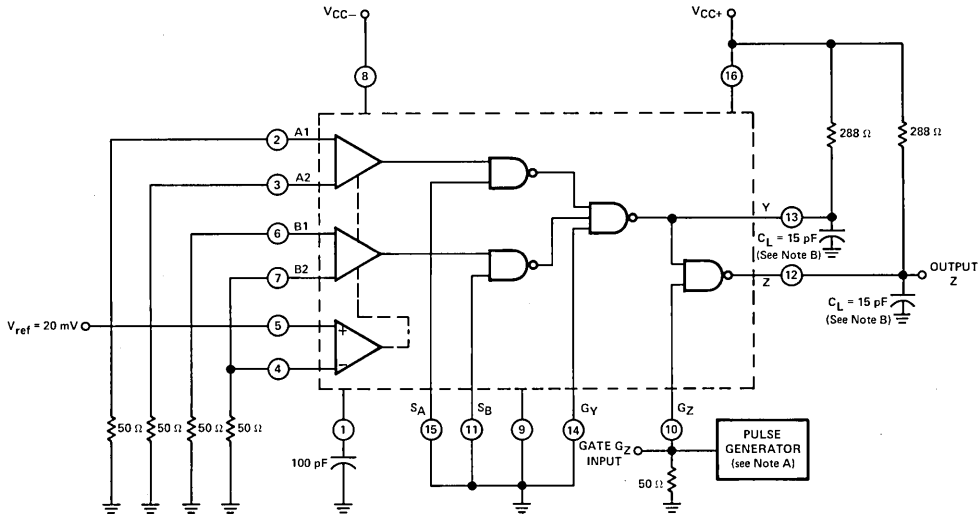 VCC–
VCC+
8
16
2
A1
3
A2
6
B1
7
B2
Vref = 20 mV
5
+
4
–
288 Ω
288 Ω
Y
13
CL = 15 pF
(See Note B)
Z
12
OUTPUT
Z
CL = 15 pF
(See Note B)
50 Ω
50 Ω
50 Ω
50 Ω
1
100 pF
SA
15
SB
11
9
GY
14
GZ
10
GATE GZ
INPUT
50 Ω
PULSE
GENERATOR
(see Note A)